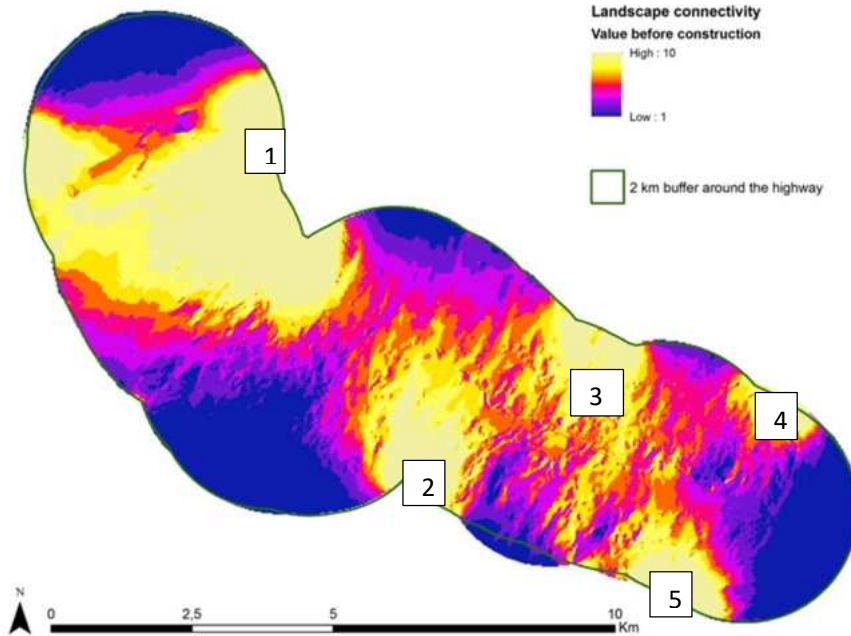 Landscape connectivity
Value before construction
High : 10
Low : 1
2 km buffer around the highway
1
3
4
2
5
N
0 2,5 5 10
Km